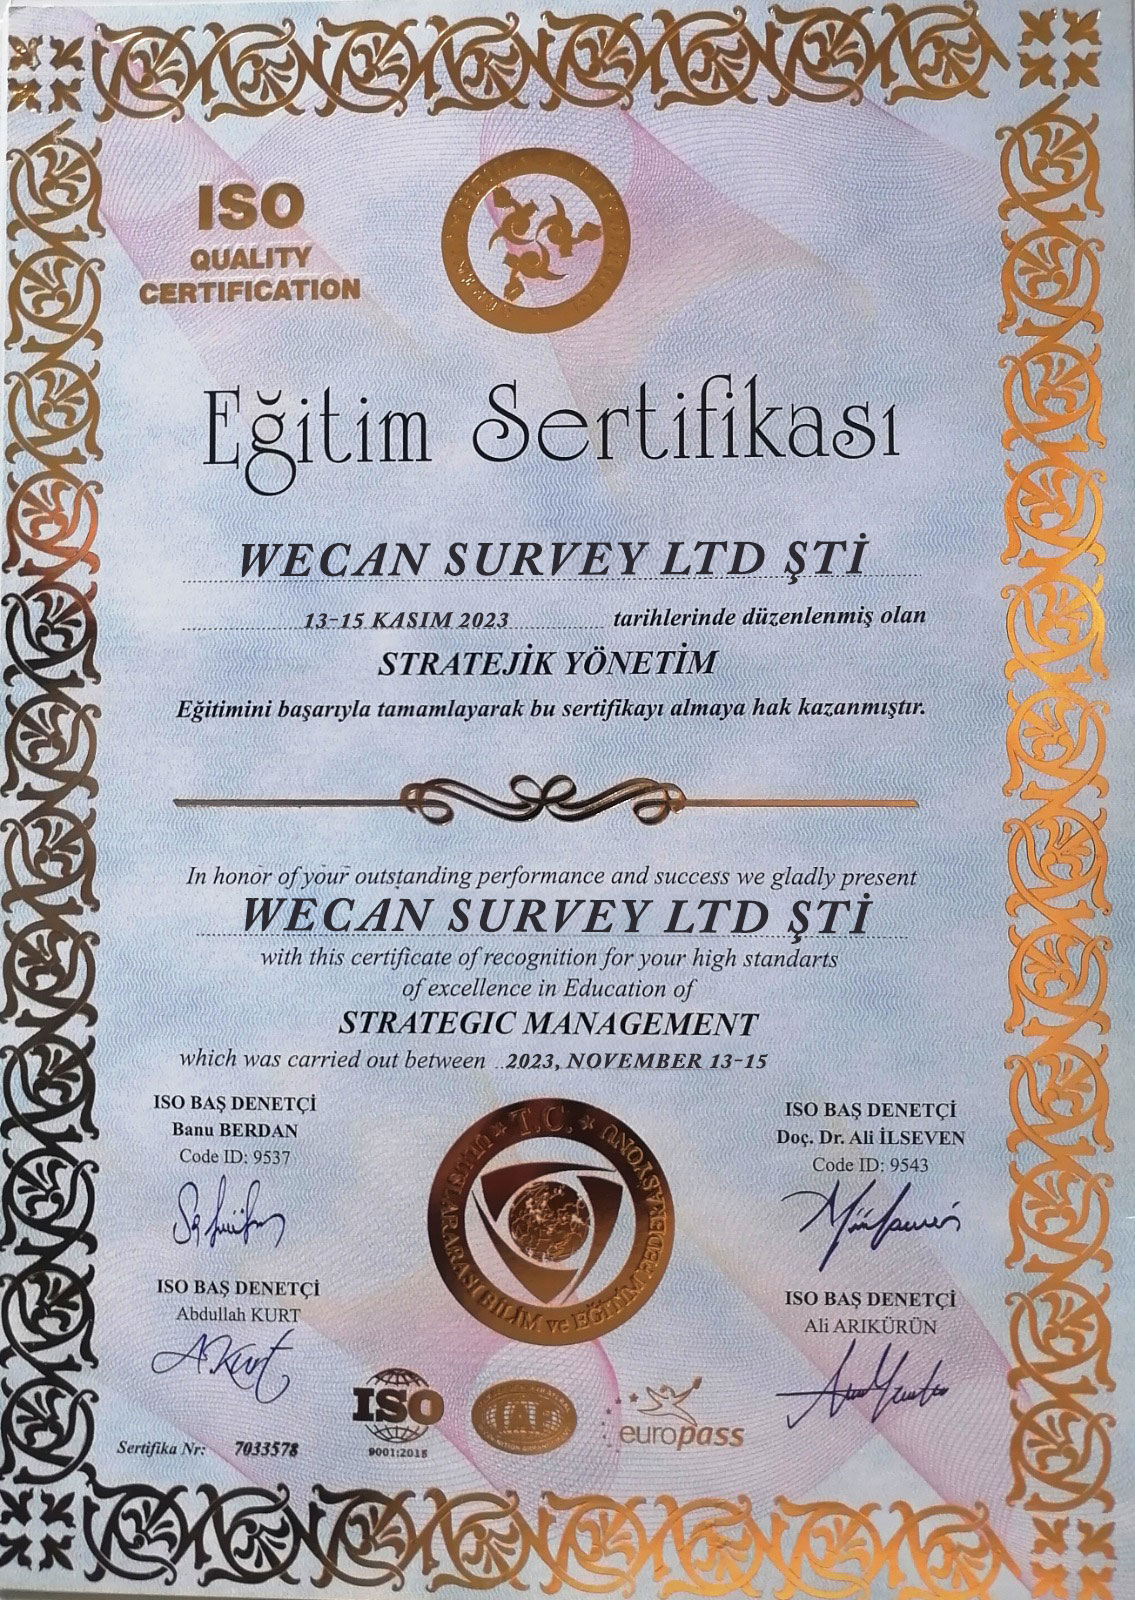 ISO
QUALITY
CERTIFICATION
Eğitim Sertifikası
WECAN SURVEY LTD ŞTİ
13-15 KASIM 2023 tarihlerinde düzenlenmiş olan
STRATEJİK YÖNETİM
Eğitimini başarıyla tamamlayarak bu sertifikayı almaya hak kazanmıştır.
In honor of your outstanding performance and success we gladly present
WECAN SURVEY LTD ŞTİ
with this certificate of recognition for your high standarts
of excellence in Education of
STRATEGIC MANAGEMENT
which was carried out between 2023, NOVEMBER 13-15
ISO BAŞ DENETÇİ
Banu BERDAN
Code ID: 9537
ISO BAŞ DENETÇİ
Doç. Dr. Ali İLSEVEN
Code ID: 9543
T.C. ULUSLARARASI BİLİM ve EĞİTİM FEDERASYONU
ISO BAŞ DENETÇİ
Abdullah KURT
A.Kurt
ISO BAŞ DENETÇİ
Ali ARIKÜRÜN
ISO
9001:2015
IAF
europass
Sertifika Nr: 7033578